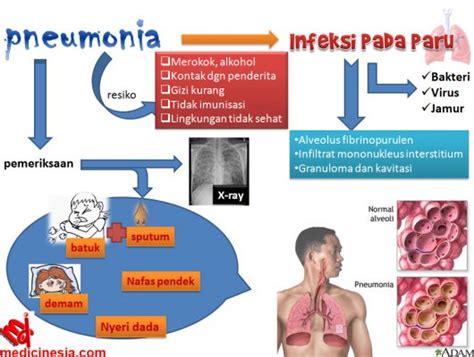 pneumonia
Infeksi Pada Paru
resiko
Merokok, alkohol
Kontak dgn penderita
Gizi kurang
Tidak imunisasi
Lingkungan tidak sehat
Bakteri
Virus
Jamur
•Alveolus fibrinopurulen
•Infiltrat mononukleus interstitium
•Granuloma dan kavitasi
pemeriksaan
X-ray
batuk
sputum
Nafas pendek
demam
Nyeri dada
Normal
alveoli
Pneumonia
medicinesia.com
ADAM